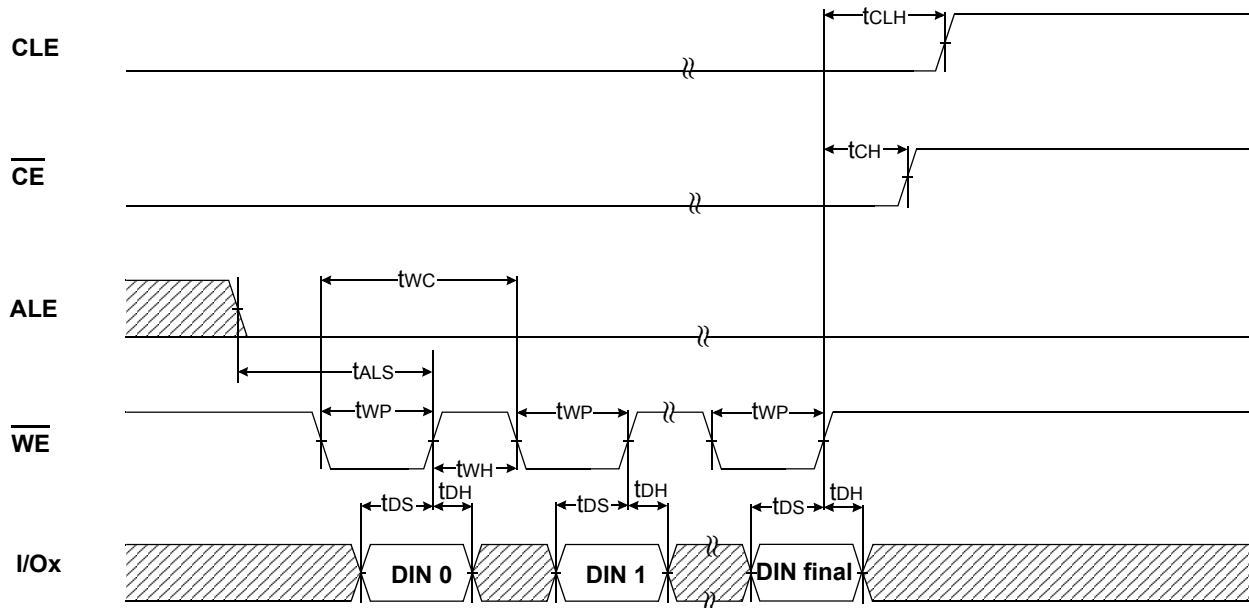 tCLH
CLE
tCH
CE
tWC
ALE
tALS
tWP tWP tWP
WE
tWH
tDS tDH tDS tDH tDS tDH
I/Ox DIN 0 DIN 1 DIN final